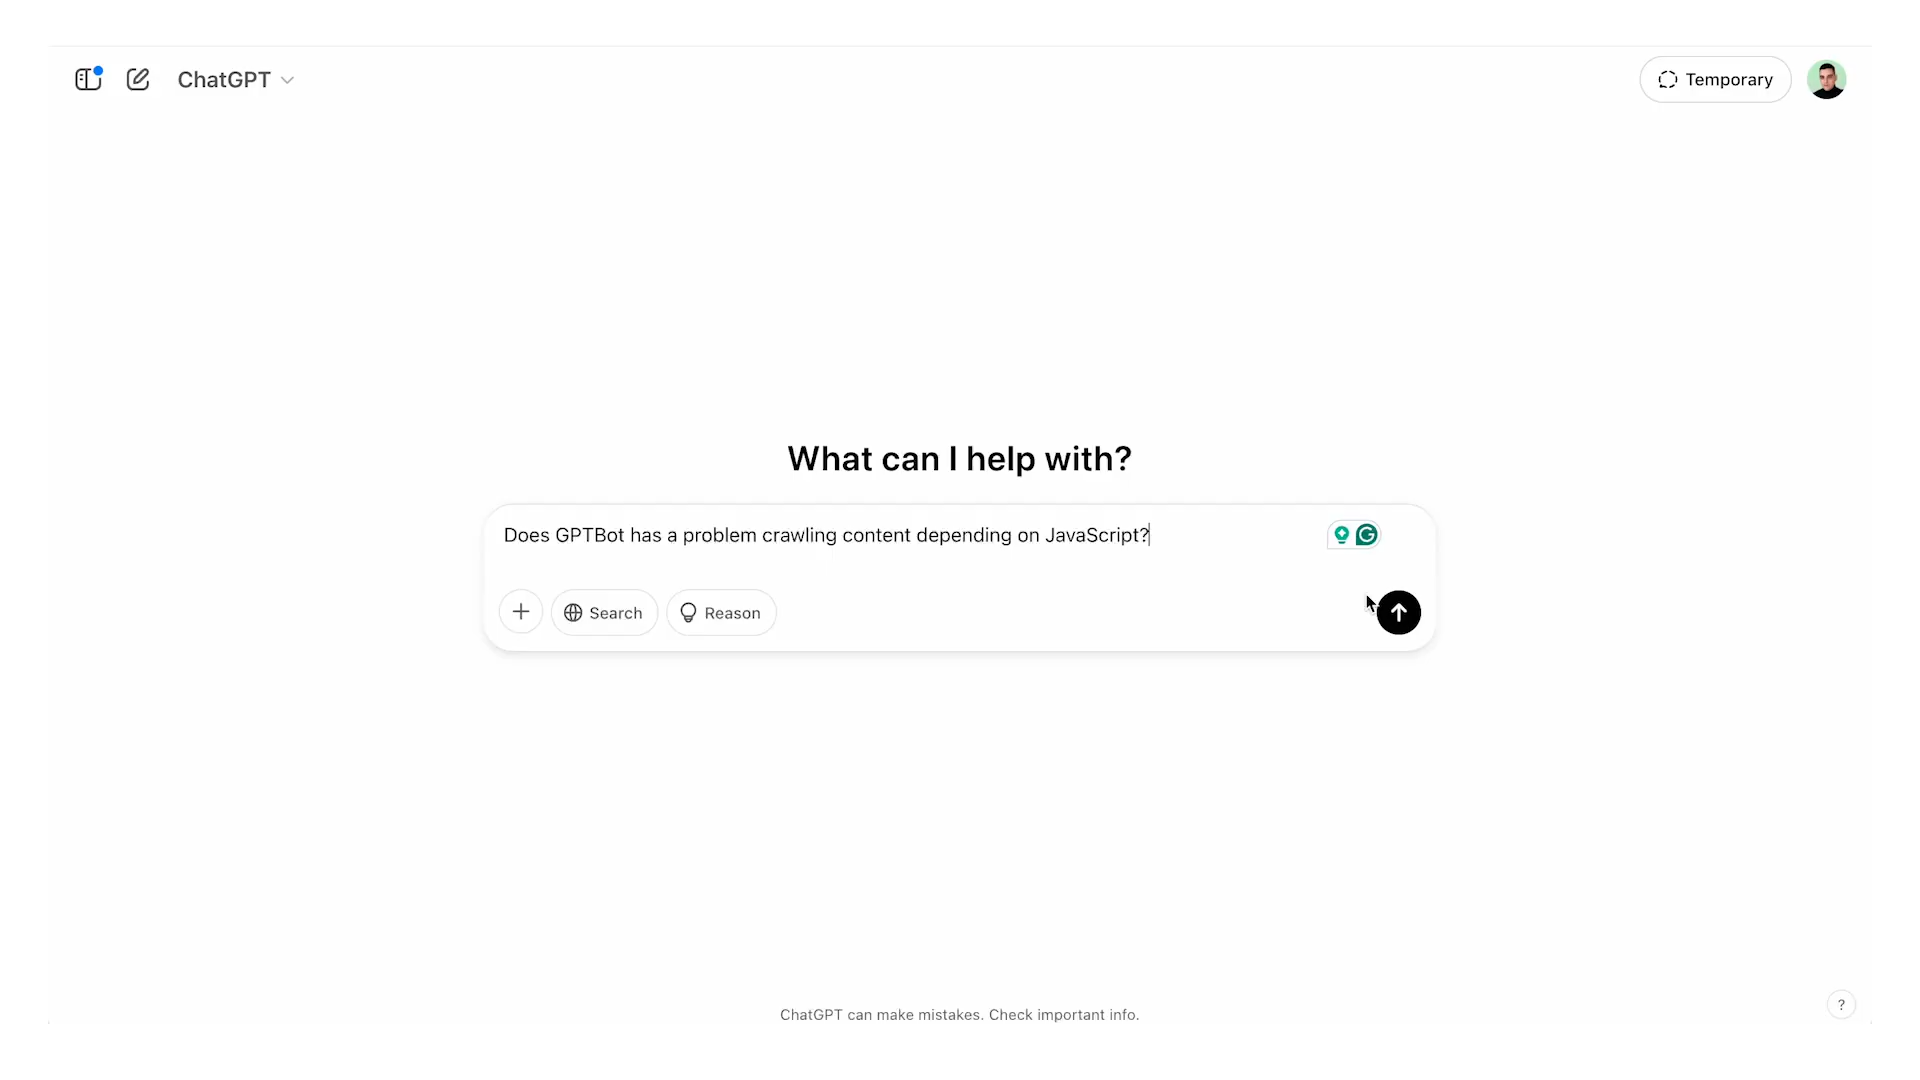 ChatGPT
Temporary
What can I help with?
Does GPTBot has a problem crawling content depending on JavaScript?
Search
Reason
ChatGPT can make mistakes. Check important info.
?